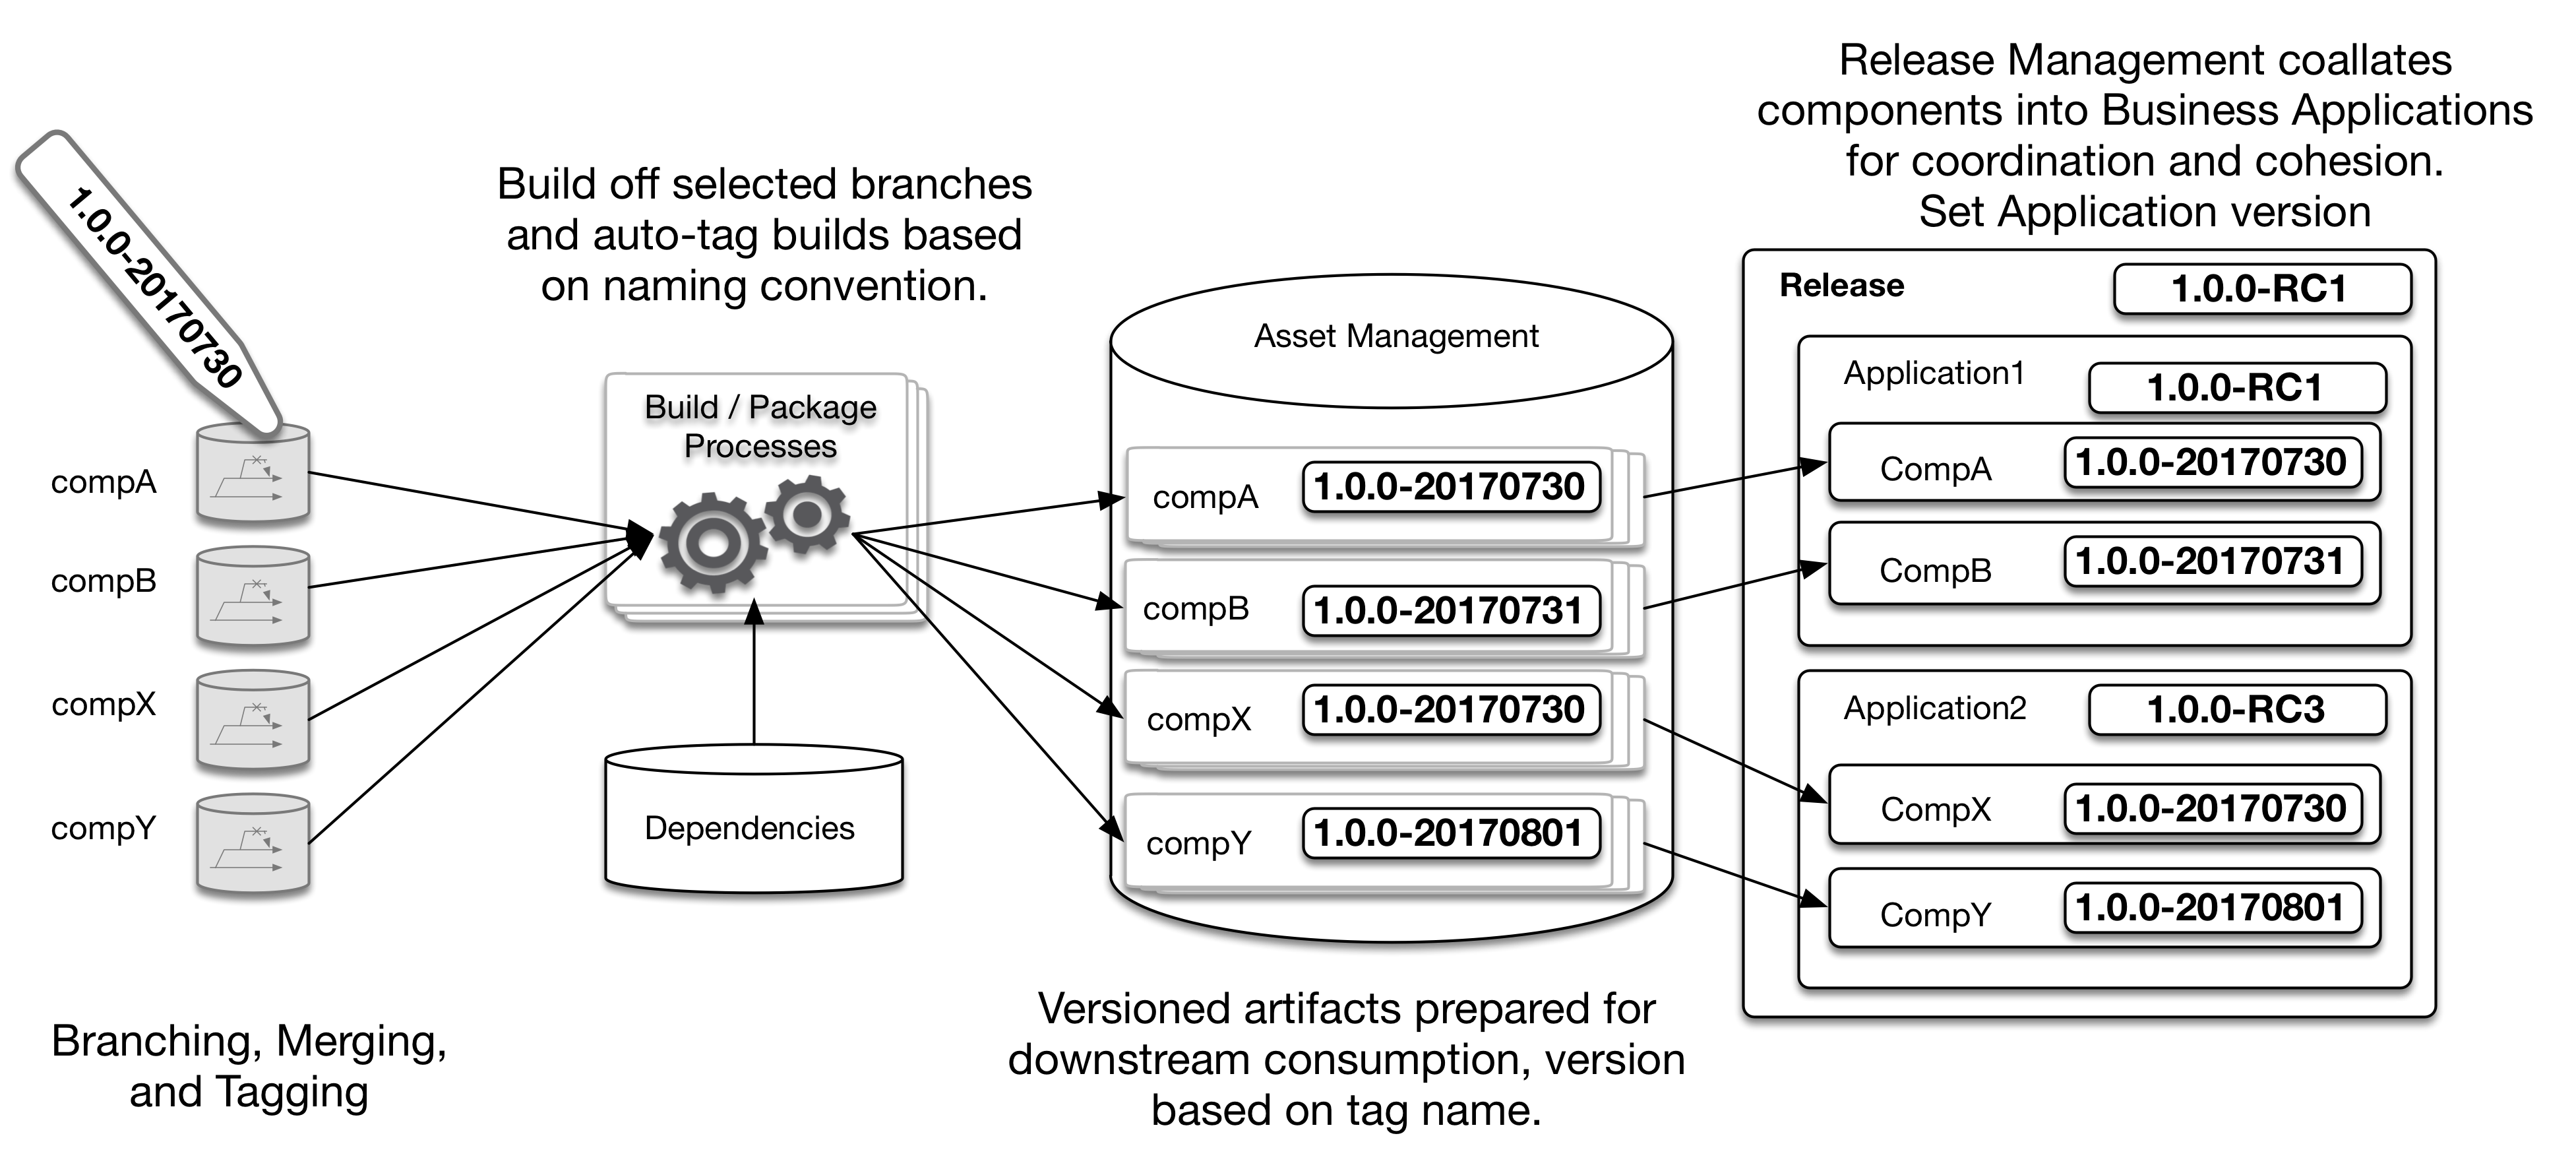 1.0.0-20170730
compA
compB
compX
compY
Branching, Merging,
and Tagging
Build off selected branches
and auto-tag builds based
on naming convention.
Build / Package
Processes
Dependencies
Asset Management
compA 1.0.0-20170730
compB 1.0.0-20170731
compX 1.0.0-20170730
compY 1.0.0-20170801
Versioned artifacts prepared for
downstream consumption, version
based on tag name.
Release Management coallates
components into Business Applications
for coordination and cohesion.
Set Application version
Release 1.0.0-RC1
Application1 1.0.0-RC1
CompA 1.0.0-20170730
CompB 1.0.0-20170731
Application2 1.0.0-RC3
CompX 1.0.0-20170730
CompY 1.0.0-20170801